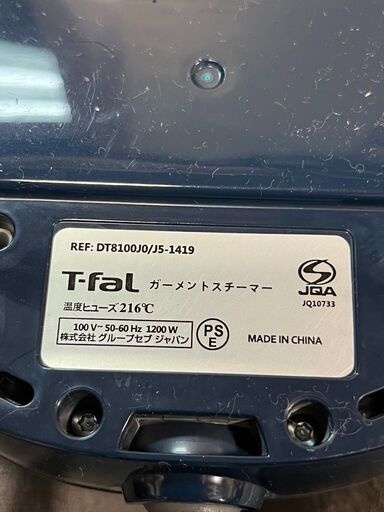 REF: DT8100J0/J5-1419
T-faL ガーメントスチーマー
JQA
JQ10733
温度ヒューズ 216℃
100 V~ 50-60 Hz 1200 W
株式会社 グループセブ ジャパン
PS
E
MADE IN CHINA